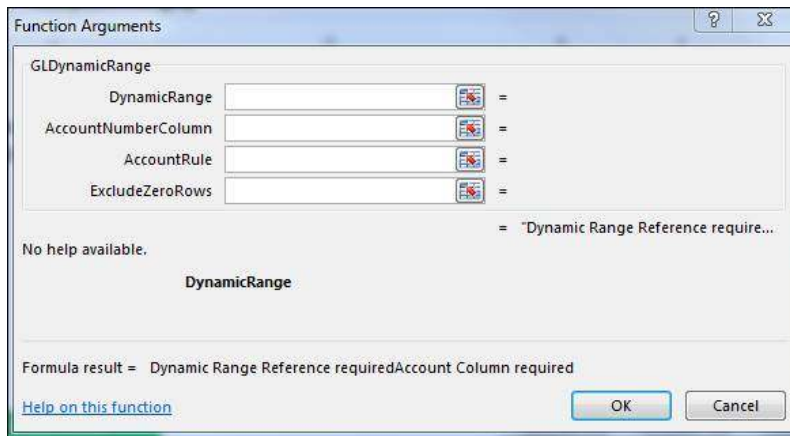 Function Arguments
GLDynamicRange
DynamicRange =
AccountNumberColumn =
AccountRule =
ExcludeZeroRows =
= "Dynamic Range Reference require...
No help available.
DynamicRange
Formula result = Dynamic Range Reference requiredAccount Column required
Help on this function OK Cancel